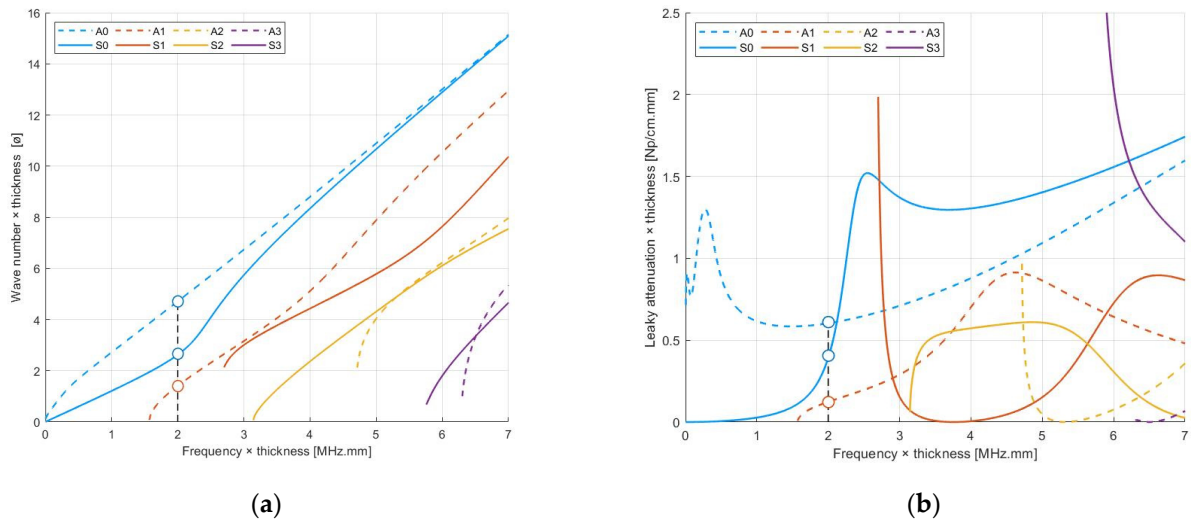 16
14
12
10
8
6
4
2
0
Wave number × thickness [ø]
A0 A1 A2 A3
S0 S1 S2 S3
0 1 2 3 4 5 6 7
Frequency × thickness [MHz.mm]
(a)
2.5
2
1.5
1
0.5
0
Leaky attenuation × thickness [Np/cm.mm]
A0 A1 A2 A3
S0 S1 S2 S3
0 1 2 3 4 5 6 7
Frequency × thickness [MHz.mm]
(b)